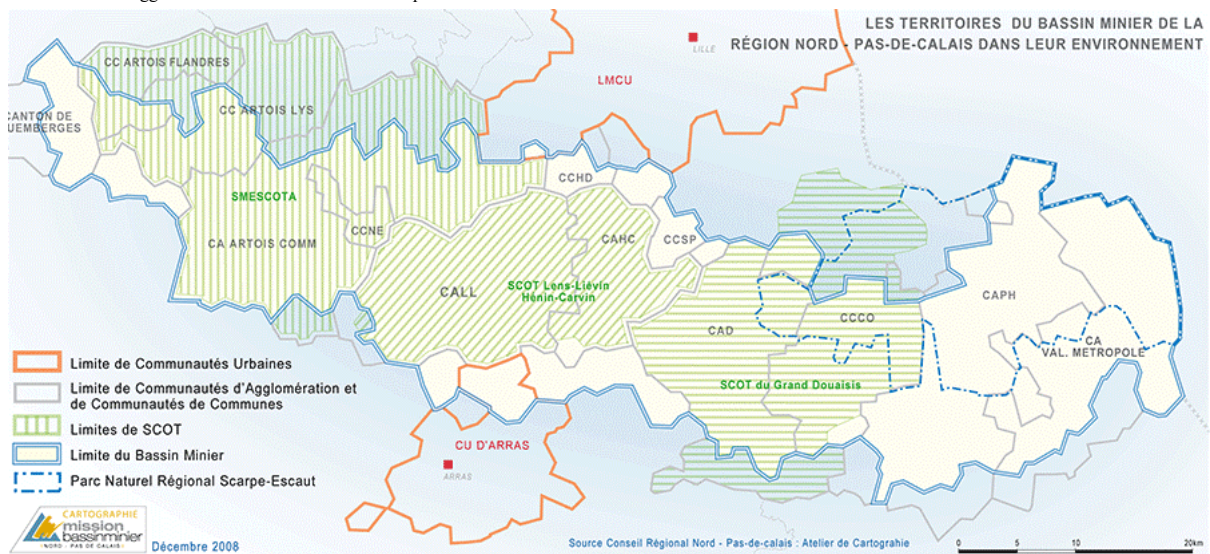 LES TERRITOIRES DU BASSIN MINIER DE LA
RÉGION NORD - PAS-DE-CALAIS DANS LEUR ENVIRONNEMENT
LILLE
LMCU
CC ARTOIS FLANDRES
CC ARTOIS LYS
CANTON DE
UEMBERGES
SMESCOTA
CA ARTOIS COMM
CCNE
CCHD
CAHC
CCSP
CALL
SCOT Lens-Liévin
Hénin-Carvin
CAD
CCCO
SCOT du Grand Douaisis
CAPH
CA
VAL. METROPOLE
CU D'ARRAS
ARRAS
Limite de Communautés Urbaines
Limite de Communautés d'Agglomération et
de Communautés de Communes
Limites de SCOT
Limite du Bassin Minier
Parc Naturel Régional Scarpe-Escaut
CARTOGRAPHIE
mission
bassinminier
NORD - PAS DE CALAIS
Décembre 2008
Source Conseil Régional Nord - Pas-de-calais : Atelier de Cartograhie
0 5 10 20km